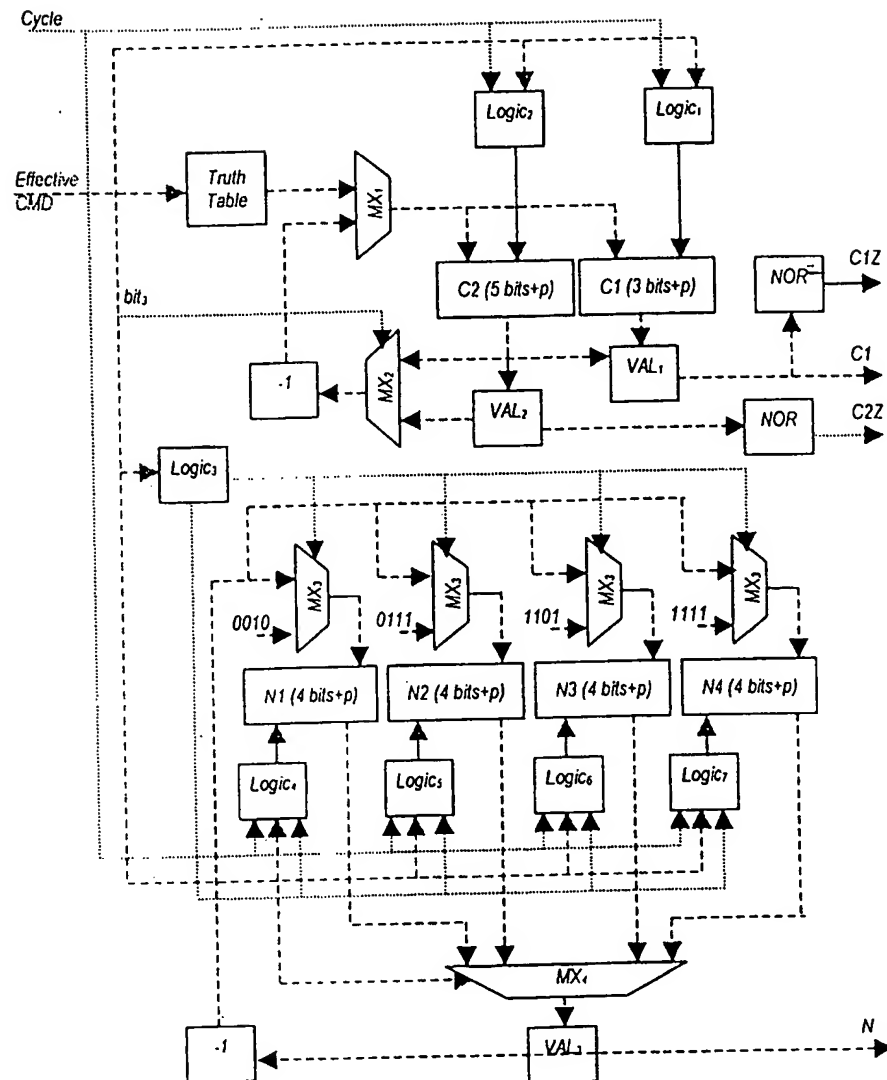 Cycle
Logic₂
Logic₁
Effective
CMD
Truth
Table
MX₁
C1Z
NOR
C2 (5 bits+p)
C1 (3 bits+p)
bit₃
C1
MX₂
VAL₁
-1
VAL₂
NOR
C2Z
Logic₃
MX₃
MX₃
MX₃
MX₃
0010
0111
1101
1111
N1 (4 bits+p)
N2 (4 bits+p)
N3 (4 bits+p)
N4 (4 bits+p)
Logic₄
Logic₅
Logic₆
Logic₇
MX₄
N
-1
VAL₃